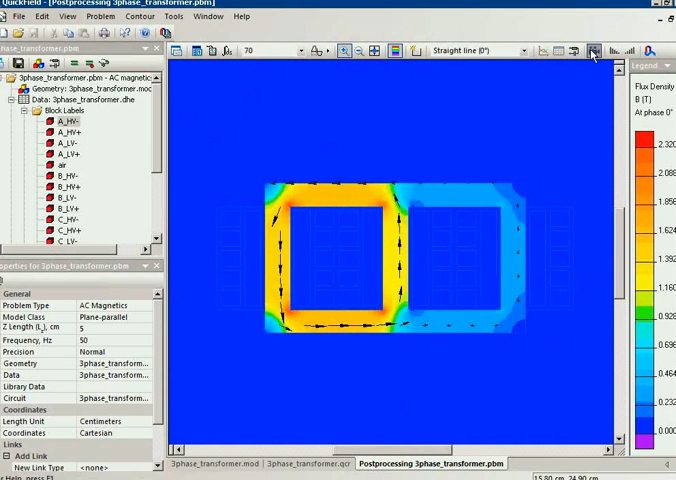 QuickField - [Postprocessing 3phase_transformer.pbm]
File Edit View Problem Contour Tools Window Help
70
Straight line (0°)
3phase_transformer.pbm
3phase_transformer.pbm - AC magnetic
Geometry: 3phase_transformer.mod
Data: 3phase_transformer.dhe
Block Labels
A_HV-
A_HV+
A_LV-
A_LV+
air
B_HV-
B_HV+
B_LV-
B_LV+
C_HV-
C_HV+
C_LV-
Properties for 3phase_transformer.pbm
General
Problem Type AC Magnetics
Model Class Plane-parallel
Z Length (L), cm 5
Frequency, Hz 50
Precision Normal
Geometry 3phase_transform...
Data 3phase_transform...
Library Data
Circuit 3phase_transform...
Coordinates
Length Unit Centimeters
Coordinates Cartesian
Links
Add Link
New Link Type <none>
Legend
Flux Density
B (T)
At phase 0°
2.320
2.088
1.856
1.624
1.392
1.160
0.928
0.696
0.464
0.232
0.000
3phase_transformer.mod 3phase_transformer.qcr Postprocessing 3phase_transformer.pbm
Help, press F1
15.80 cm, 24.90 cm